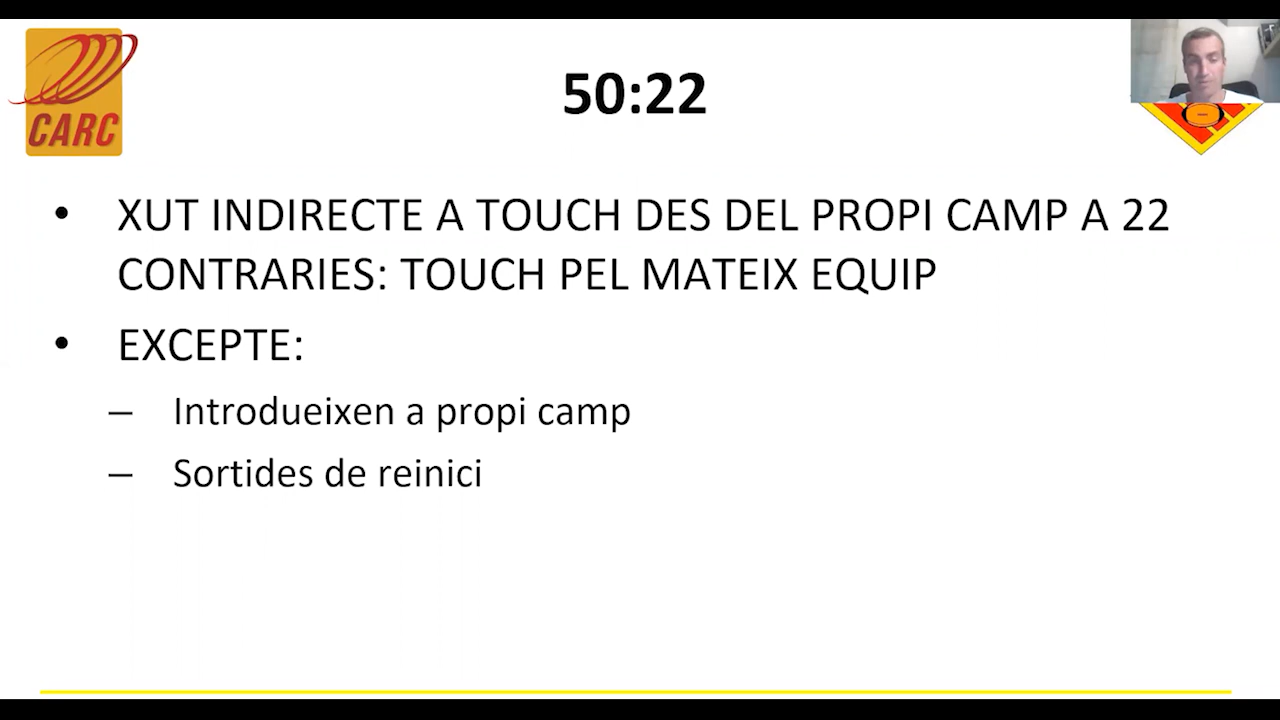 CARC
50:22
• XUT INDIRECTE A TOUCH DES DEL PROPI CAMP A 22
CONTRARIES: TOUCH PEL MATEIX EQUIP
• EXCEPTE:
– Introdueixen a propi camp
– Sortides de reinici